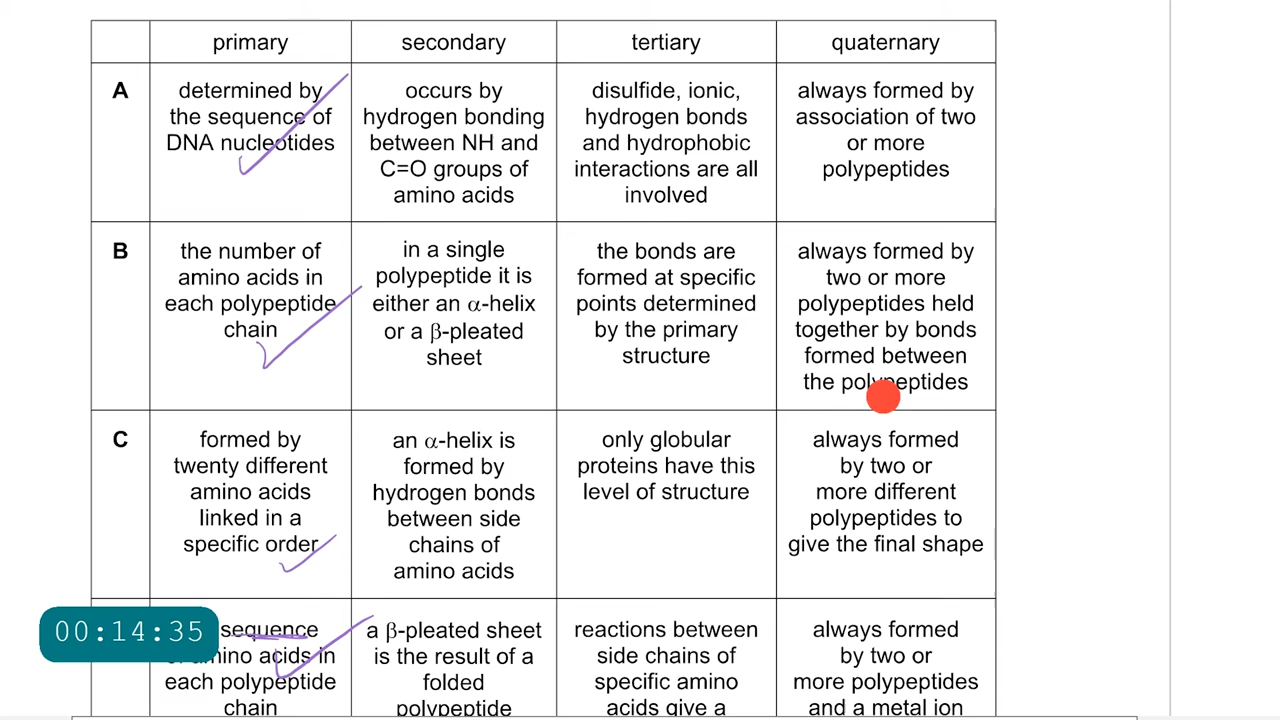 primary
secondary
tertiary
quaternary
A
determined by
the sequence of
DNA nucleotides
occurs by
hydrogen bonding
between NH and
C=O groups of
amino acids
disulfide, ionic,
hydrogen bonds
and hydrophobic
interactions are all
involved
always formed by
association of two
or more
polypeptides
B
the number of
amino acids in
each polypeptide
chain
in a single
polypeptide it is
either an α-helix
or a β-pleated
sheet
the bonds are
formed at specific
points determined
by the primary
structure
always formed by
two or more
polypeptides held
together by bonds
formed between
the polypeptides
C
formed by
twenty different
amino acids
linked in a
specific order
an α-helix is
formed by
hydrogen bonds
between side
chains of
amino acids
only globular
proteins have this
level of structure
always formed
by two or
more different
polypeptides to
give the final shape
00:14:35
sequence
of amino acids in
each polypeptide
chain
a β-pleated sheet
is the result of a
folded
polypeptide
reactions between
side chains of
specific amino
acids give a
always formed
by two or
more polypeptides
and a metal ion